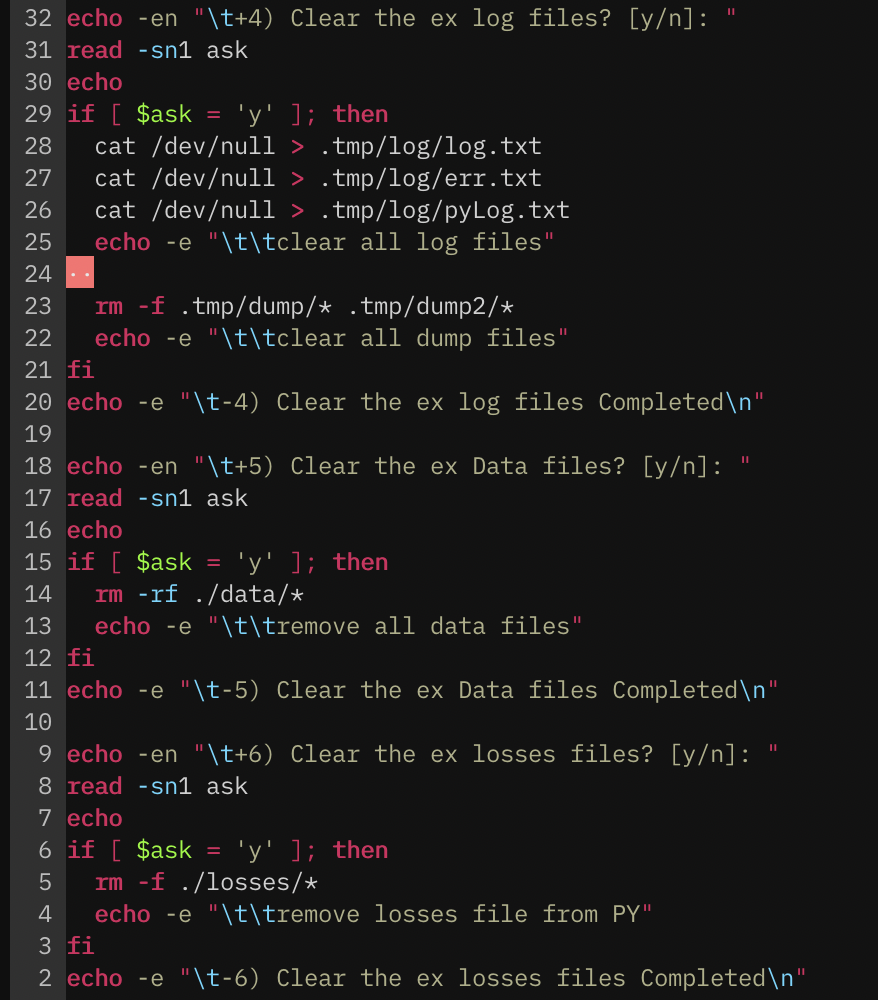 32 echo -en "\t+4) Clear the ex log files? [y/n]: "
31 read -sn1 ask
30 echo
29 if [ $ask = 'y' ]; then
28   cat /dev/null > .tmp/log/log.txt
27   cat /dev/null > .tmp/log/err.txt
26   cat /dev/null > .tmp/log/pyLog.txt
25   echo -e "\t\tclear all log files"
24 ··
23   rm -f .tmp/dump/* .tmp/dump2/*
22   echo -e "\t\tclear all dump files"
21 fi
20 echo -e "\t-4) Clear the ex log files Completed\n"
19
18 echo -en "\t+5) Clear the ex Data files? [y/n]: "
17 read -sn1 ask
16 echo
15 if [ $ask = 'y' ]; then
14   rm -rf ./data/*
13   echo -e "\t\tremove all data files"
12 fi
11 echo -e "\t-5) Clear the ex Data files Completed\n"
10
9 echo -en "\t+6) Clear the ex losses files? [y/n]: "
8 read -sn1 ask
7 echo
6 if [ $ask = 'y' ]; then
5   rm -f ./losses/*
4   echo -e "\t\tremove losses file from PY"
3 fi
2 echo -e "\t-6) Clear the ex losses files Completed\n"